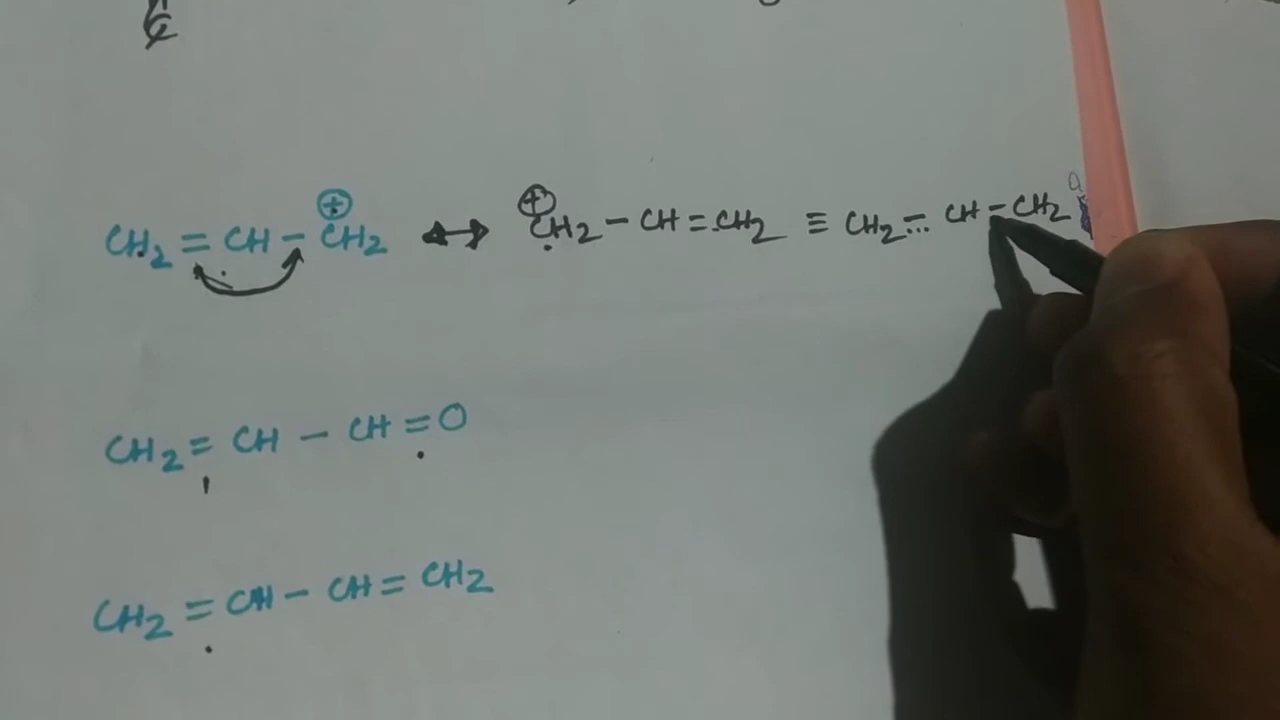 CH2 = CH - CH2 ⊕ ↔ ⊕ CH2 - CH = CH2 ≡ CH2 -... CH - CH2
CH2 = CH - CH = O
CH2 = CH - CH = CH2